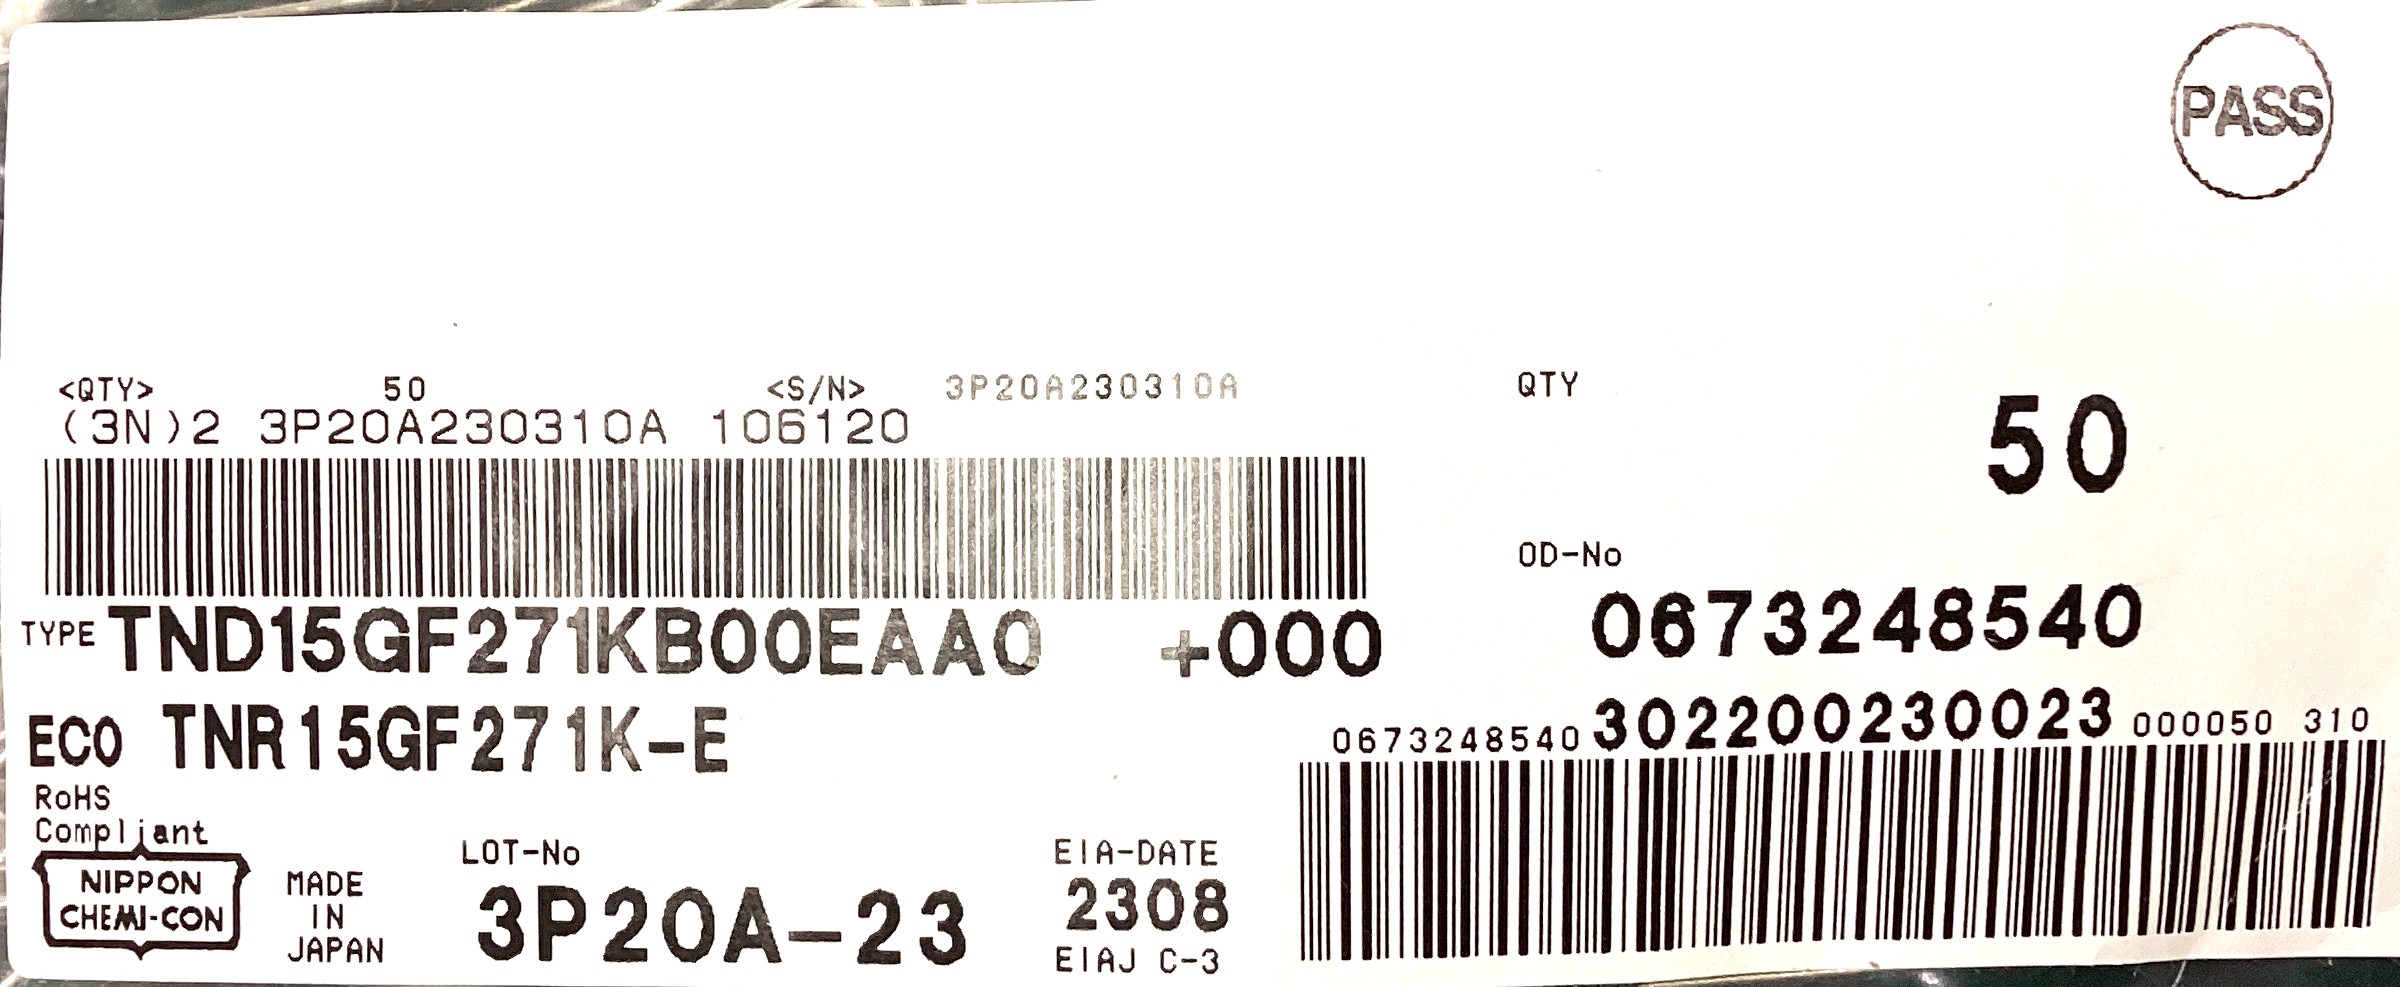 PASS
<QTY> 50 <S/N> 3P20A230310A
(3N)2 3P20A230310A 106120
QTY 50
OD-No
0673248540
TYPE TND15GF271KB00EAA0 +000
ECO TNR15GF271K-E
0673248540 302200230023 000050 310
RoHS
Compliant
NIPPON
CHEMI-CON
MADE
IN
JAPAN
LOT-No
3P20A-23
EIA-DATE
2308
EIAJ C-3